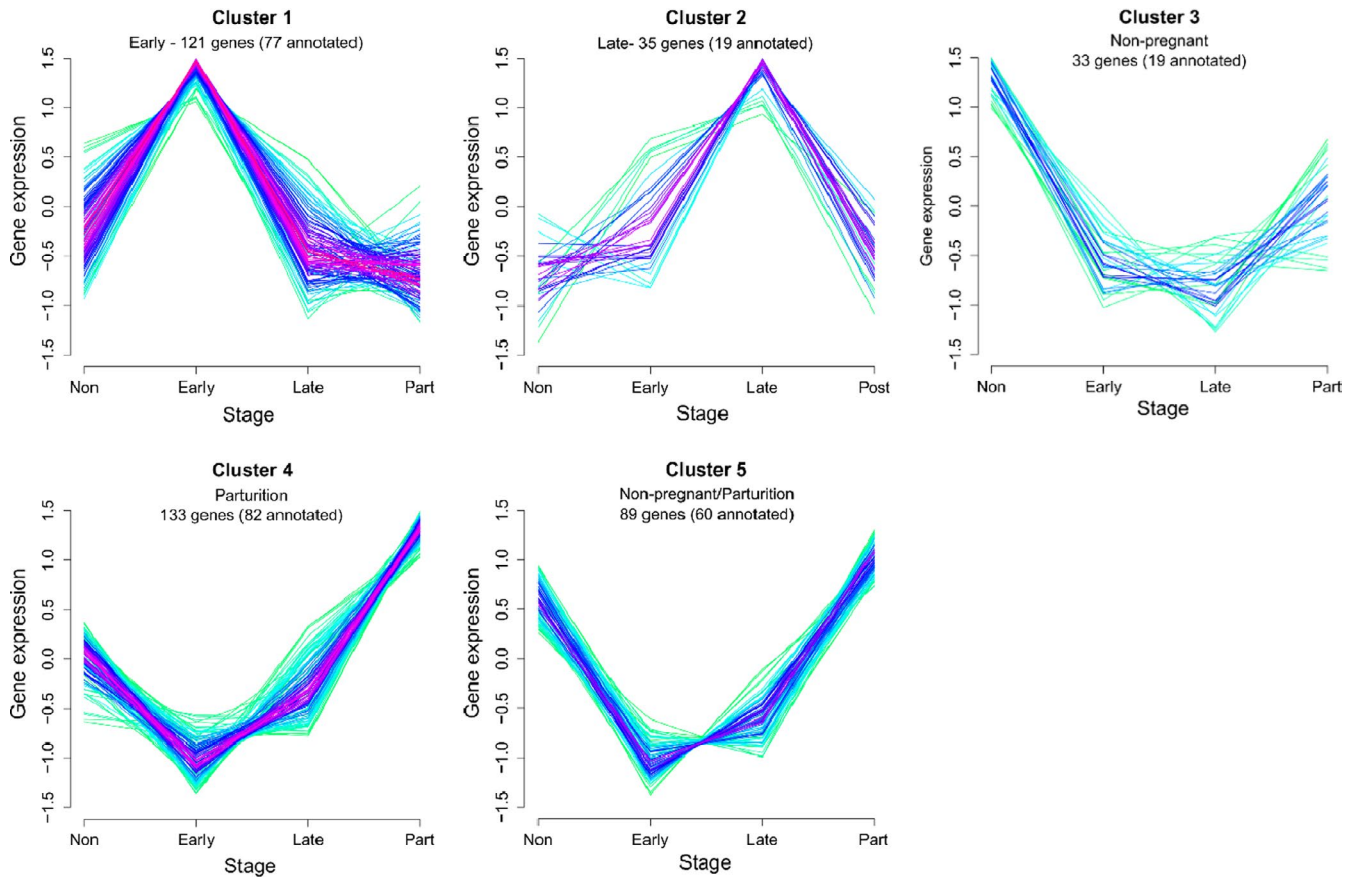 Cluster 1
Early - 121 genes (77 annotated)
Gene expression
1.5
1.0
0.5
0.0
−0.5
−1.0
−1.5
Non Early Late Part
Stage
Cluster 2
Late- 35 genes (19 annotated)
Gene expression
1.5
1.0
0.5
0.0
−0.5
−1.0
−1.5
Non Early Late Post
Stage
Cluster 3
Non-pregnant
33 genes (19 annotated)
Gene expression
1.5
1.0
0.5
0.0
−0.5
−1.0
−1.5
Non Early Late Part
Stage
Cluster 4
Parturition
133 genes (82 annotated)
Gene expression
1.5
1.0
0.5
0.0
−0.5
−1.0
−1.5
Non Early Late Part
Stage
Cluster 5
Non-pregnant/Parturition
89 genes (60 annotated)
Gene expression
1.5
1.0
0.5
0.0
−0.5
−1.0
−1.5
Non Early Late Part
Stage